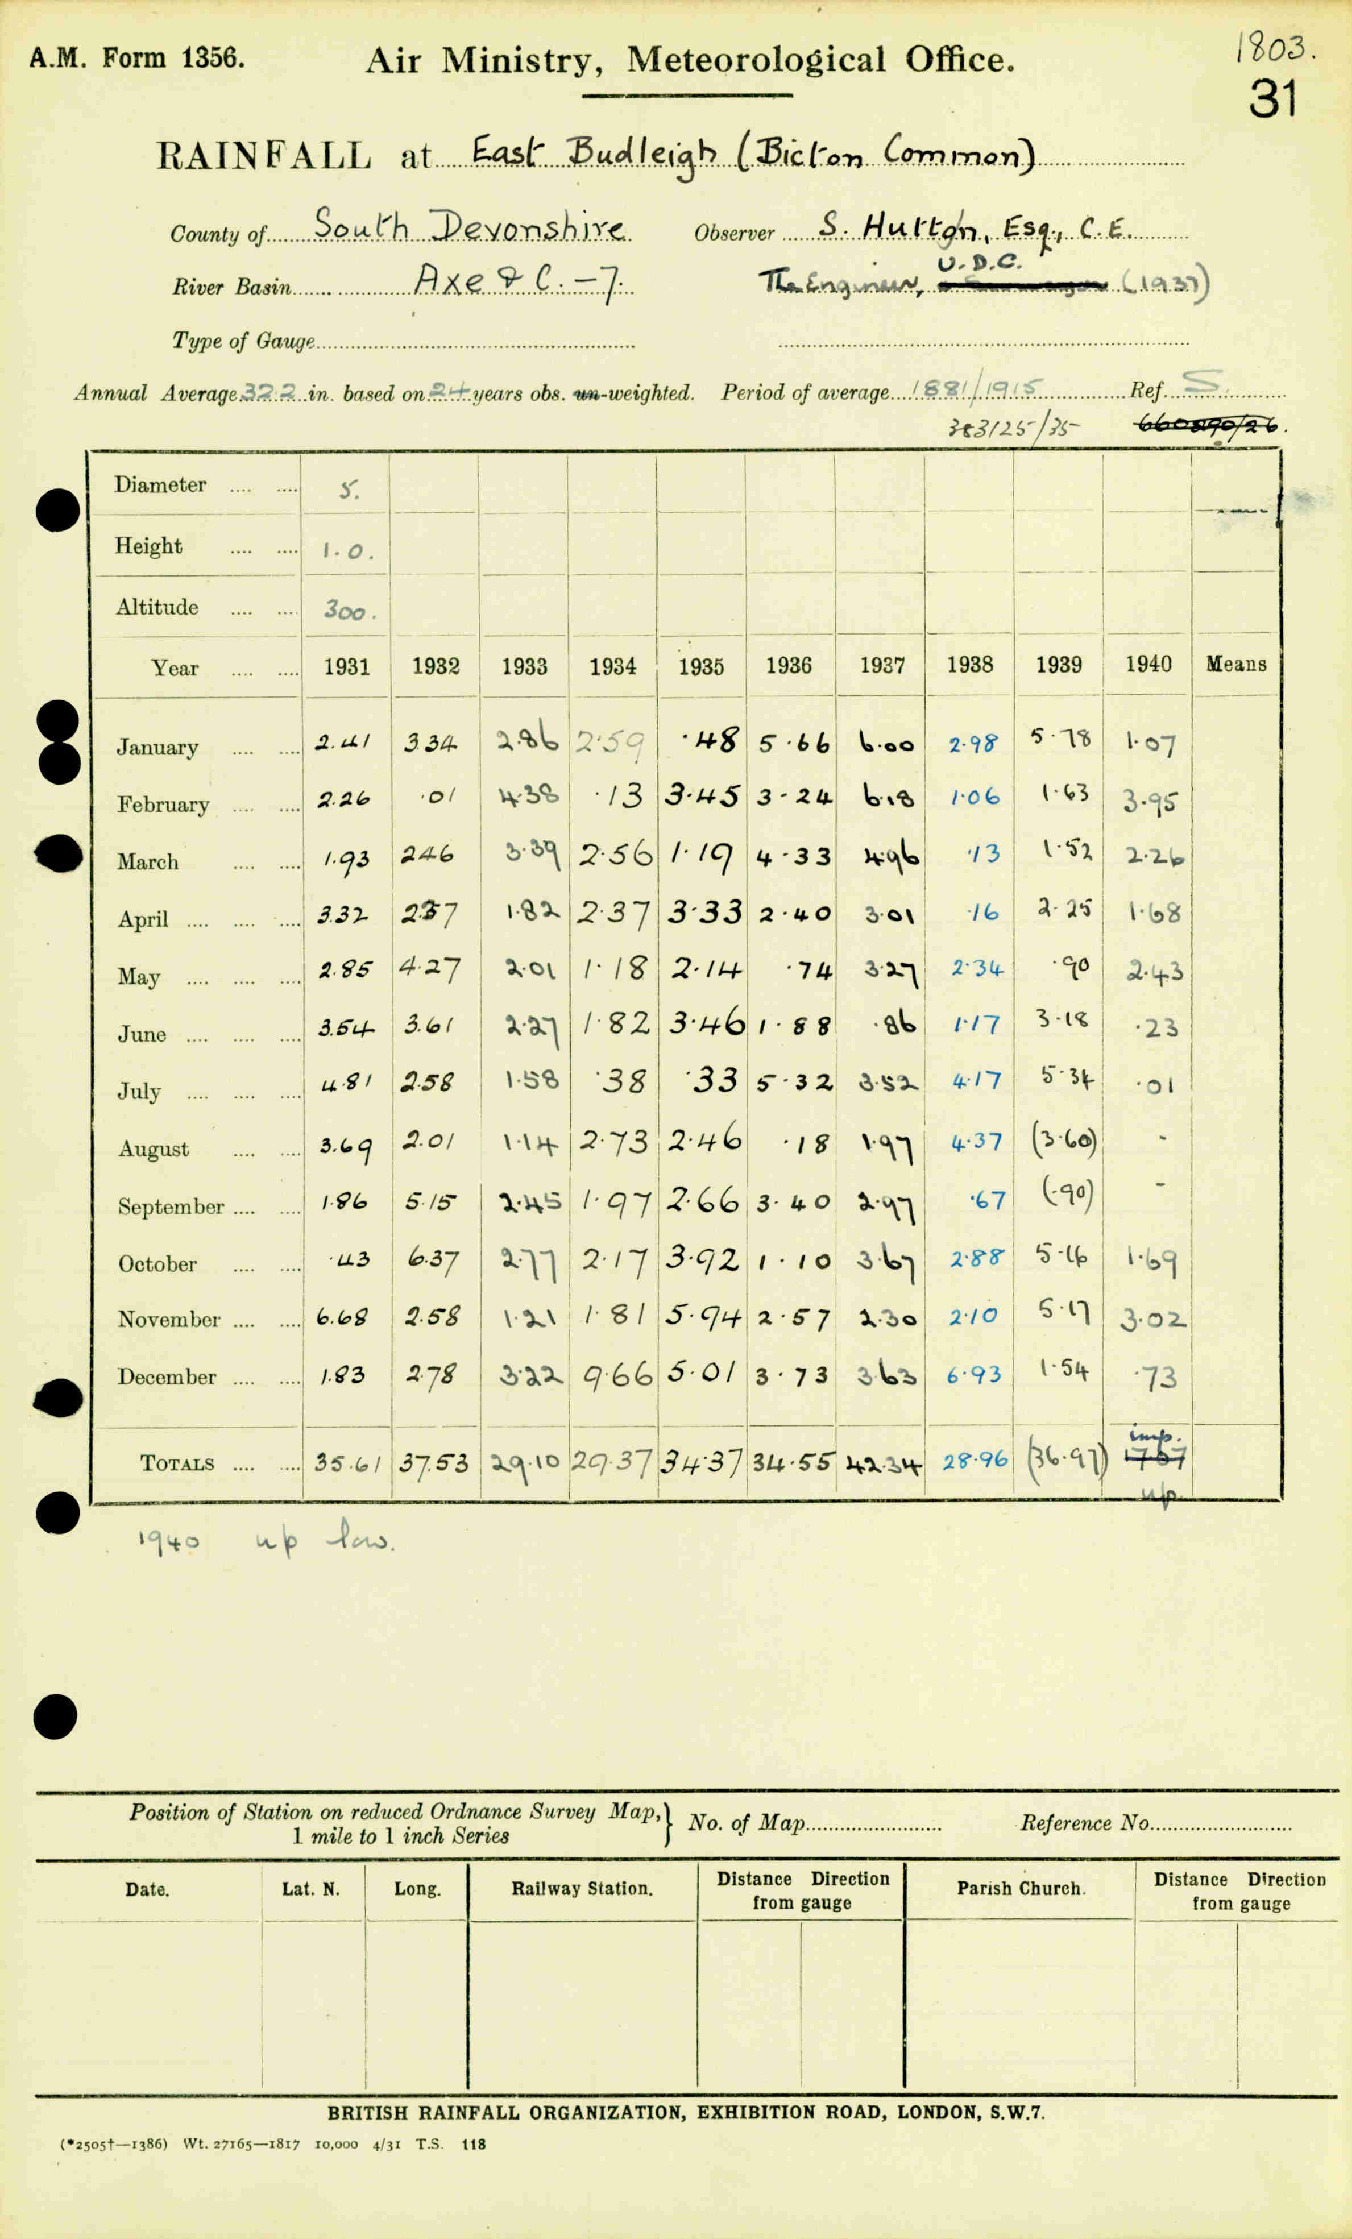 A.M. Form 1356. Air Ministry, Meteorological Office. 1803.
31
RAINFALL at East Budleigh (Bicton Common)
County of South Devonshire Observer S. Hutton, Esq., C.E.
U.D.C.
River Basin Axe & C. - 7. The Engineer, (1937)
Type of Gauge
Annual Average 32.2 in. based on 24 years obs. un-weighted. Period of average 1881/1915 Ref. S.
383125/35 660890/26.
Diameter 5.
Height 1.0.
Altitude 300.
Year 1931 1932 1933 1934 1935 1936 1937 1938 1939 1940 Means
January 2.41 3.34 2.86 2.59 .48 5.66 6.00 2.98 5.78 1.07
February 2.26 .01 4.38 .13 3.45 3.24 6.18 1.06 1.63 3.95
March 1.93 2.46 3.39 2.56 1.19 4.33 4.96 .13 1.52 2.26
April 3.32 2.37 1.82 2.37 3.33 2.40 3.01 .16 2.25 1.68
May 2.85 4.27 2.01 1.18 2.14 .74 3.27 2.34 .90 2.43
June 3.54 3.61 2.27 1.82 3.46 1.88 .86 1.17 3.18 .23
July 4.81 2.58 1.58 .38 .33 5.32 3.52 4.17 5.34 .01
August 3.69 2.01 1.14 2.73 2.46 .18 1.97 4.37 (3.60) -
September 1.86 5.15 2.45 1.97 2.66 3.40 2.97 .67 (.90) -
October .43 6.37 2.77 2.17 3.92 1.10 3.67 2.88 5.16 1.69
November 6.68 2.58 1.21 1.81 5.94 2.57 2.30 2.10 5.17 3.02
December 1.83 2.78 3.22 9.66 5.01 3.73 3.63 6.93 1.54 .73
imp.
TOTALS 35.61 37.53 29.10 29.37 34.37 34.55 42.34 28.96 (36.97) 17.07
up.
1940 up low.
Position of Station on reduced Ordnance Survey Map,} No. of Map Reference No.
1 mile to 1 inch Series
Date. Lat. N. Long. Railway Station. Distance Direction from gauge Parish Church. Distance Direction from gauge
BRITISH RAINFALL ORGANIZATION, EXHIBITION ROAD, LONDON, S.W.7.
(*2505†—1386) Wt. 27165—1817 10,000 4/31 T.S. 118